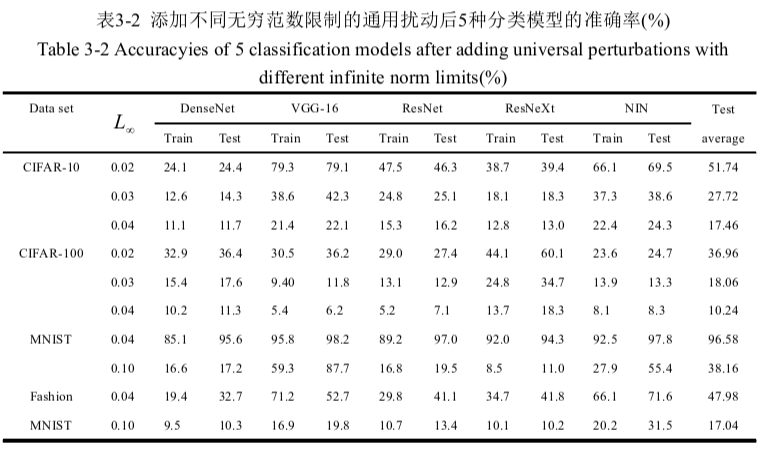 表3-2 添加不同无穷范数限制的通用扰动后5种分类模型的准确率(%)
Table 3-2 Accuracyies of 5 classification models after adding universal perturbations with
different infinite norm limits(%)
Data set L∞ DenseNet VGG-16 ResNet ResNeXt NIN Test
Train Test Train Test Train Test Train Test Train Test average
CIFAR-10 0.02 24.1 24.4 79.3 79.1 47.5 46.3 38.7 39.4 66.1 69.5 51.74
0.03 12.6 14.3 38.6 42.3 24.8 25.1 18.1 18.3 37.3 38.6 27.72
0.04 11.1 11.7 21.4 22.1 15.3 16.2 12.8 13.0 22.4 24.3 17.46
CIFAR-100 0.02 32.9 36.4 30.5 36.2 29.0 27.4 44.1 60.1 23.6 24.7 36.96
0.03 15.4 17.6 9.40 11.8 13.1 12.9 24.8 34.7 13.9 13.3 18.06
0.04 10.2 11.3 5.4 6.2 5.2 7.1 13.7 18.3 8.1 8.3 10.24
MNIST 0.04 85.1 95.6 95.8 98.2 89.2 97.0 92.0 94.3 92.5 97.8 96.58
0.10 16.6 17.2 59.3 87.7 16.8 19.5 8.5 11.0 27.9 55.4 38.16
Fashion 0.04 19.4 32.7 71.2 52.7 29.8 41.1 34.7 41.8 66.1 71.6 47.98
MNIST 0.10 9.5 10.3 16.9 19.8 10.7 13.4 10.1 10.2 20.2 31.5 17.04